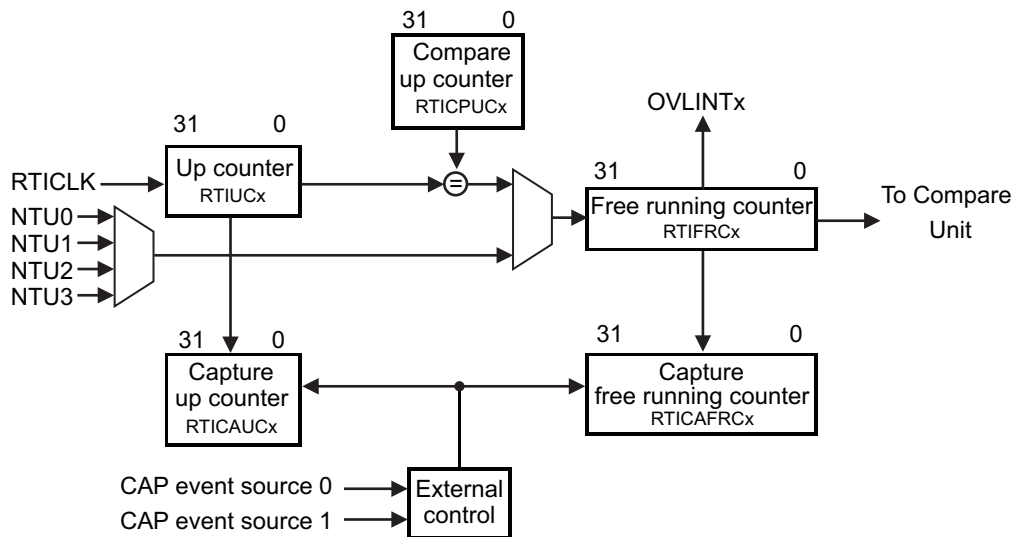 31 0
Compare
up counter
RTICPUCx
OVLINTx
31 0
Up counter
RTIUCx
RTICLK
=
31 0
Free running counter
RTIFRCx
To Compare
Unit
NTU0
NTU1
NTU2
NTU3
31 0
Capture
up counter
RTICAUCx
31 0
Capture
free running counter
RTICAFRCx
CAP event source 0
CAP event source 1
External
control